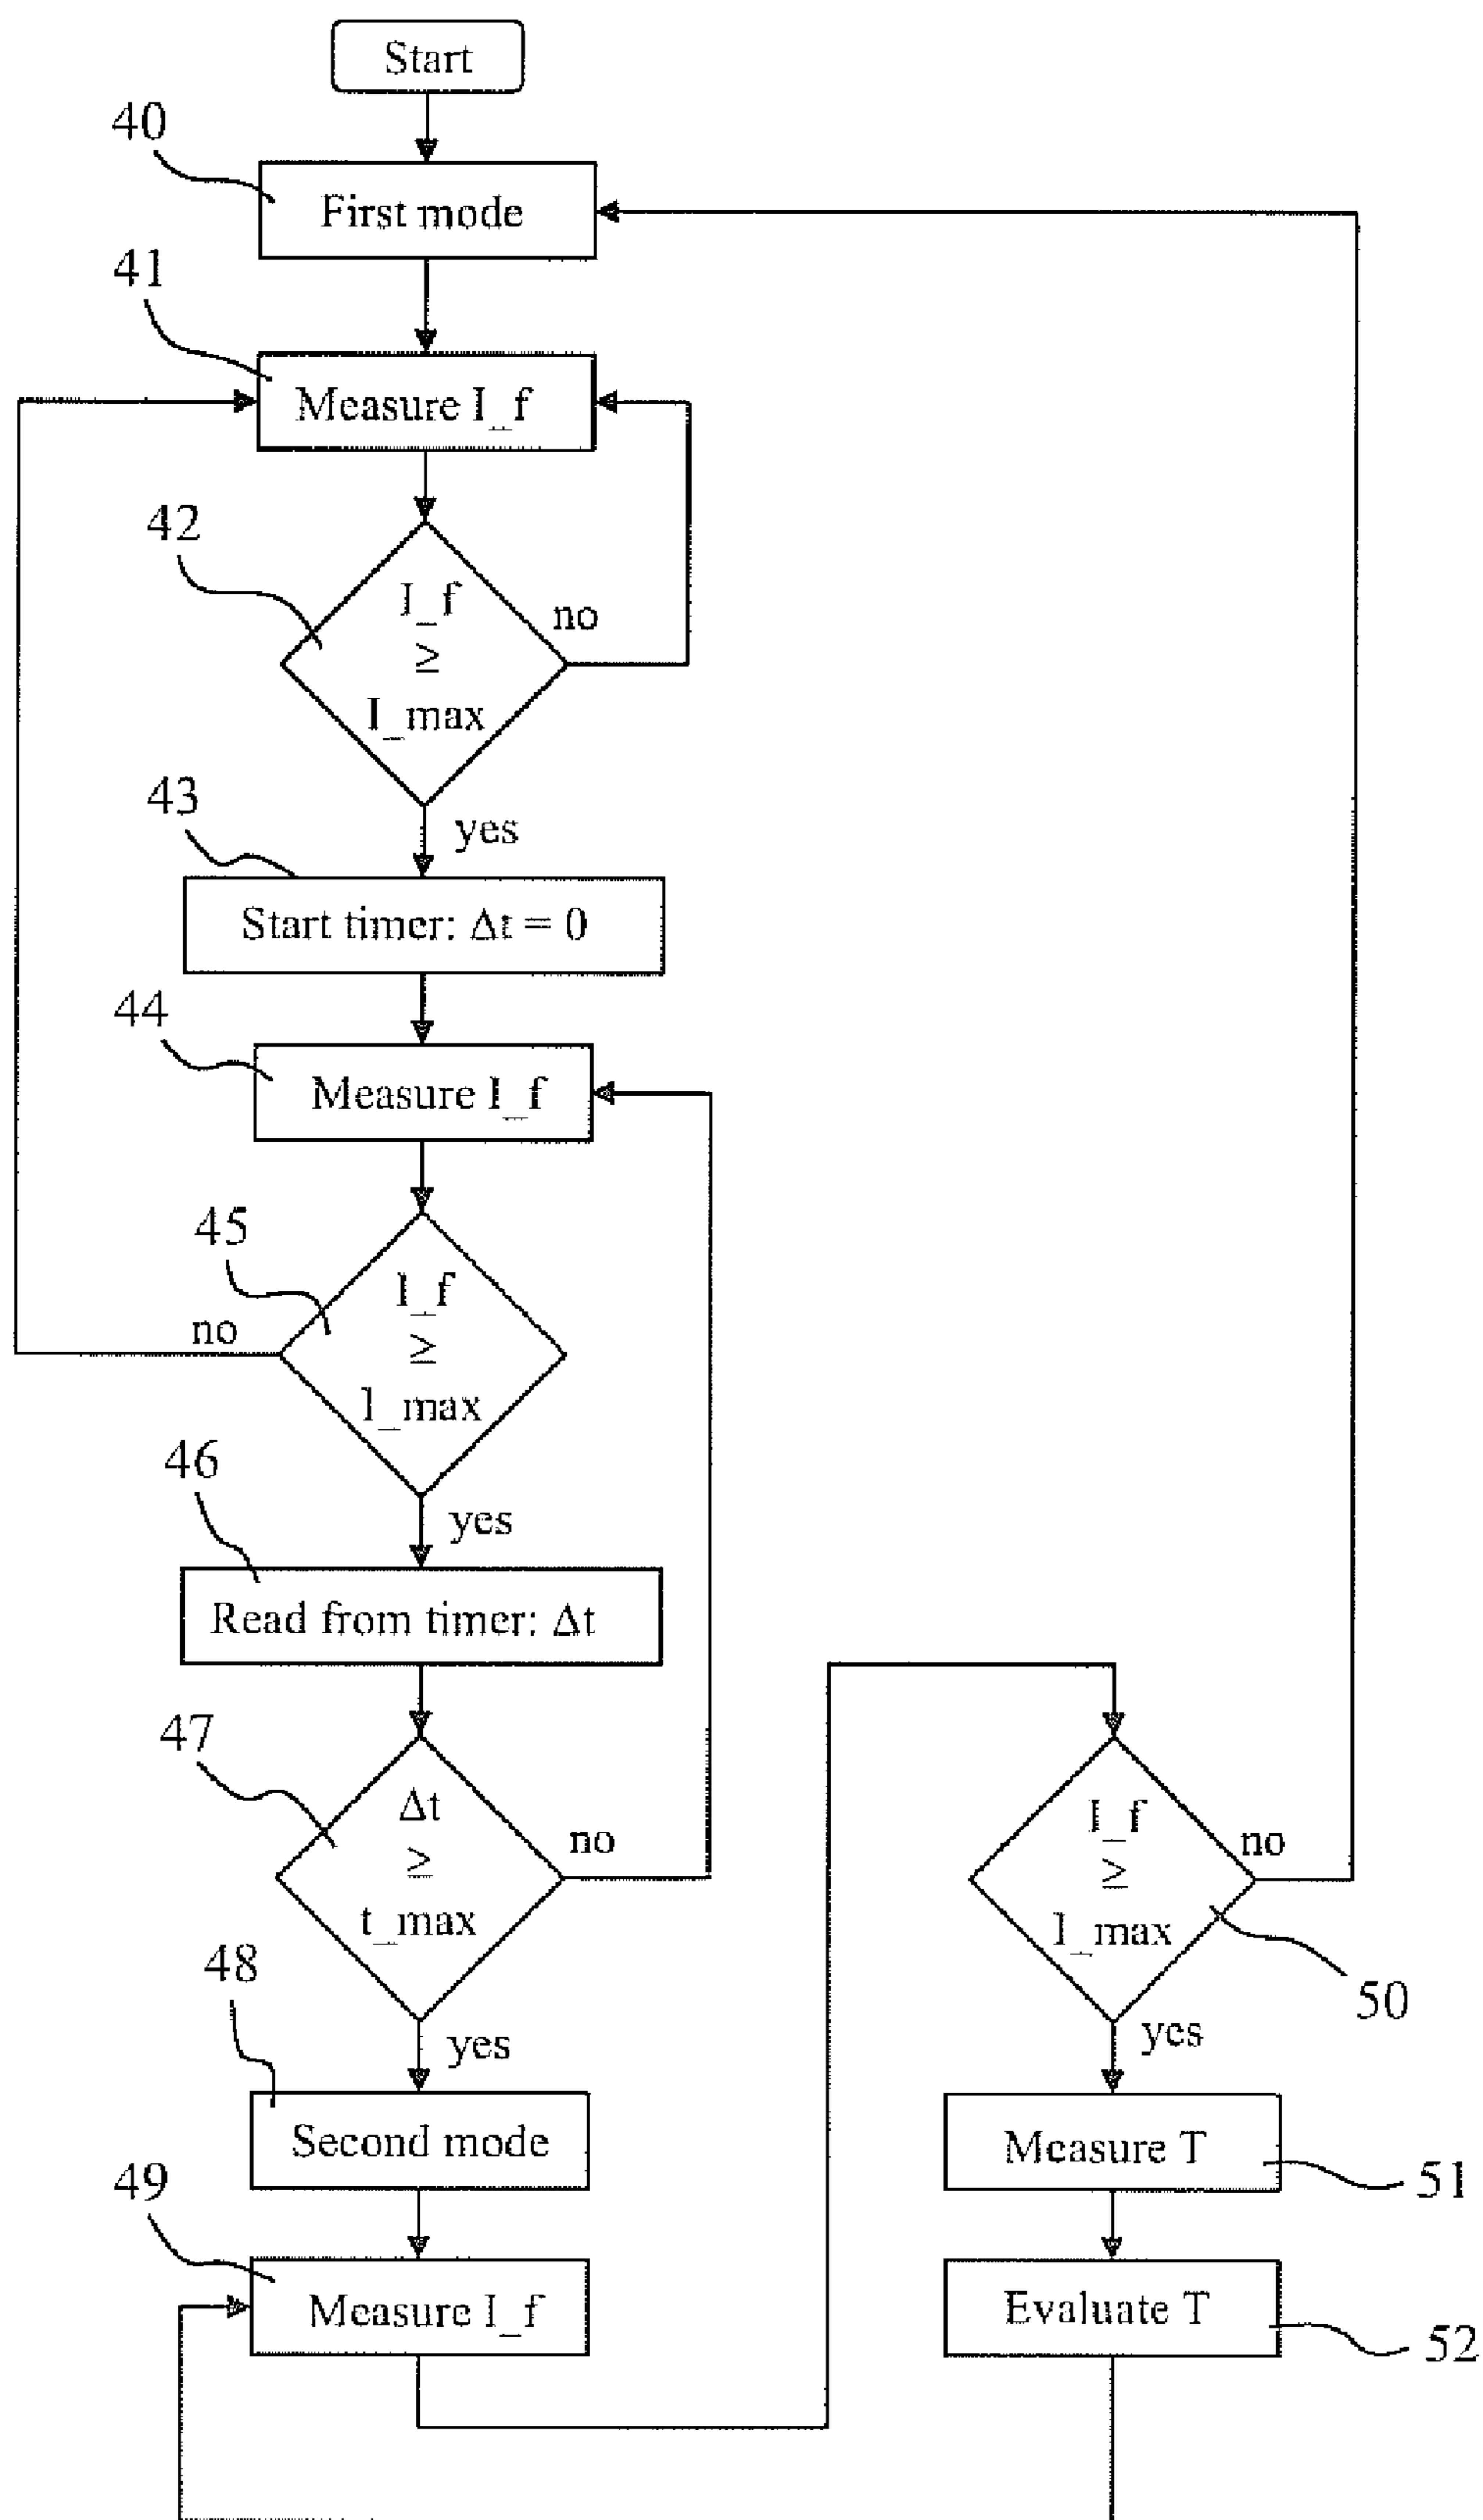 Start
40
First mode
41
Measure I_f
42
I_f
≥
I_max
no
yes
43
Start timer: Δt = 0
44
Measure I_f
45
I_f
≥
I_max
no
yes
46
Read from timer: Δt
47
Δt
≥
t_max
no
yes
48
Second mode
49
Measure I_f
I_f
≥
I_max
no
50
yes
Measure T
51
Evaluate T
52